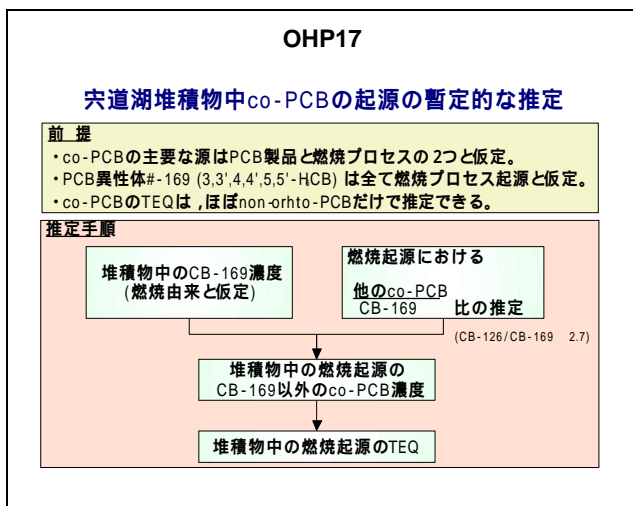 OHP17
宍道湖堆積物中co-PCBの起源の暫定的な推定
前 提
・co-PCBの主要な源はPCB製品と燃焼プロセスの2つと仮定。
・PCB異性体#-169 (3,3',4,4',5,5'-HCB) は全て燃焼プロセス起源と仮定。
・co-PCBのTEQは,ほぼnon-orhto-PCBだけで推定できる。
推定手順
堆積物中のCB-169濃度
(燃焼由来と仮定)
燃焼起源における
他のco-PCB
CB-169 比の推定
(CB-126/CB-169 2.7)
堆積物中の燃焼起源の
CB-169以外のco-PCB濃度
堆積物中の燃焼起源のTEQ